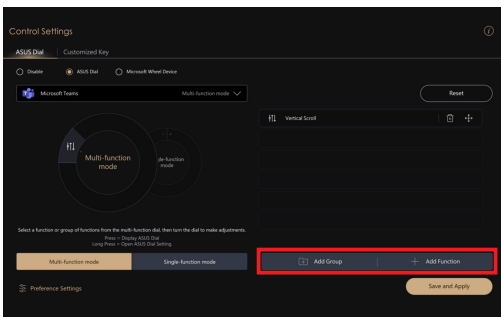 Control Settings
ASUS Dial
Customized Key
Disable
ASUS Dial
Microsoft Wheel Device
Microsoft Teams
Multi-function mode
Reset
Vertical Scroll
Multi-function
mode
gle-function
mode
Select a function or group of functions from the multi-function dial, then turn the dial to make adjustments.
Press = Display ASUS Dial
Long Press = Open ASUS Dial Setting
Multi-function mode
Single-function mode
Add Group
Add Function
Preference Settings
Save and Apply